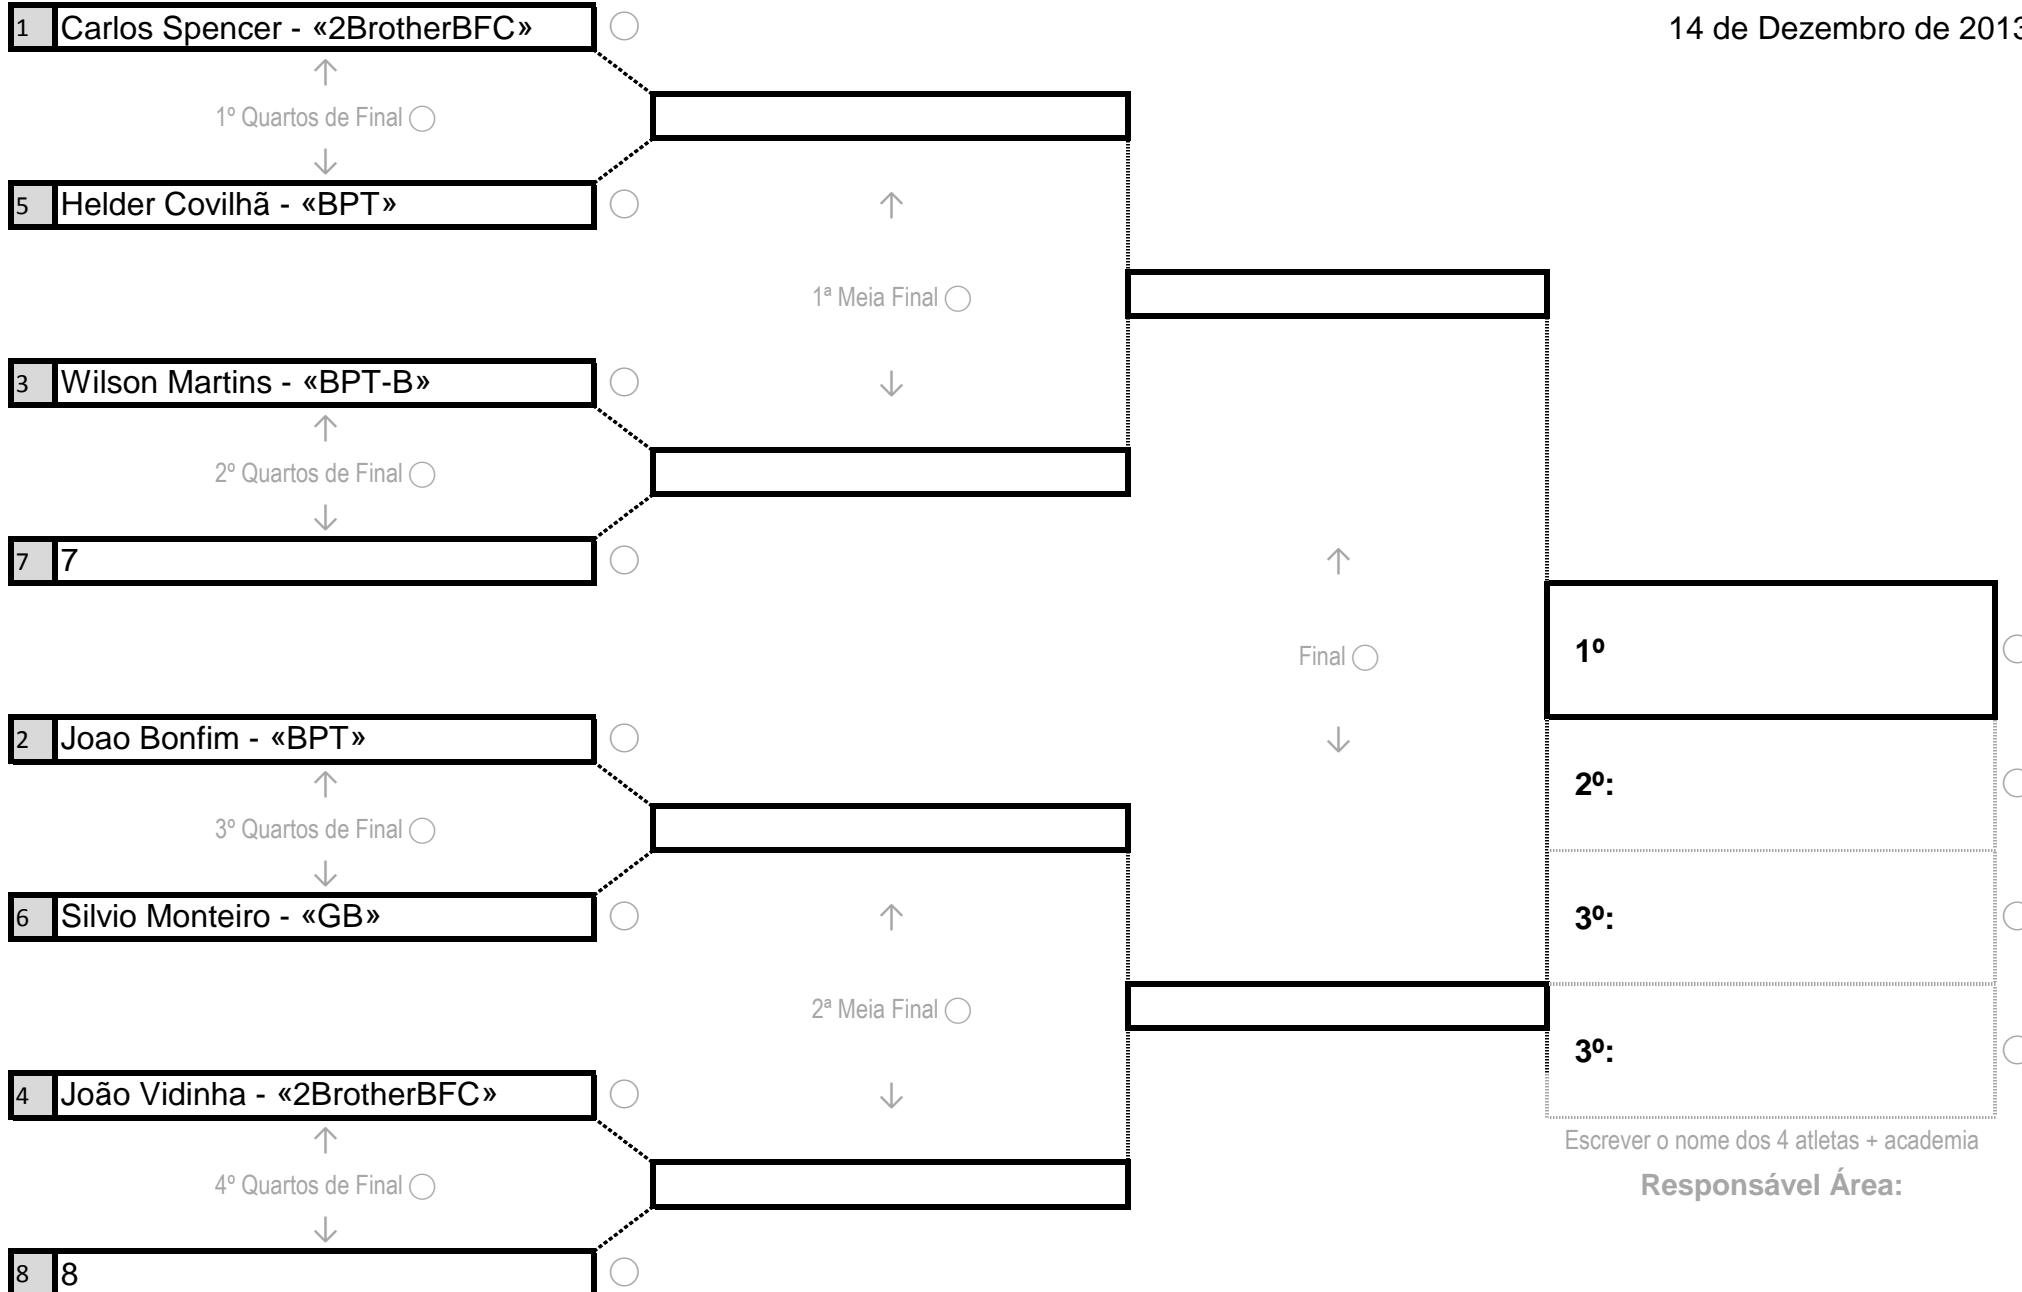 1 Carlos Spencer - «2BrotherBFC»
14 de Dezembro de 2013
1º Quartos de Final
5 Helder Covilhã - «BPT»
1ª Meia Final
3 Wilson Martins - «BPT-B»
2º Quartos de Final
7 7
Final
1º
2 Joao Bonfim - «BPT»
2º:
3º Quartos de Final
6 Silvio Monteiro - «GB»
3º:
2ª Meia Final
3º:
4 João Vidinha - «2BrotherBFC»
Escrever o nome dos 4 atletas + academia
4º Quartos de Final
Responsável Área:
8 8